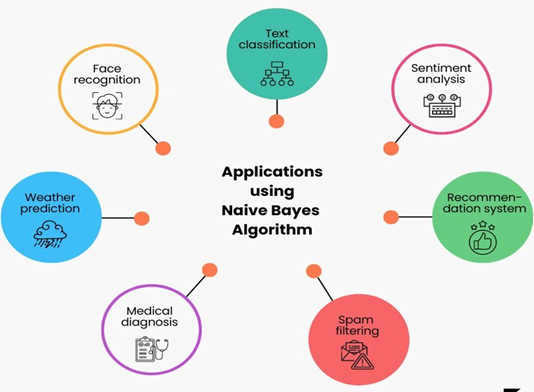 Text
classification
Face
recognition
Sentiment
analysis
Applications
using
Naive Bayes
Algorithm
Weather
prediction
Recommen-
dation system
Medical
diagnosis
Spam
filtering